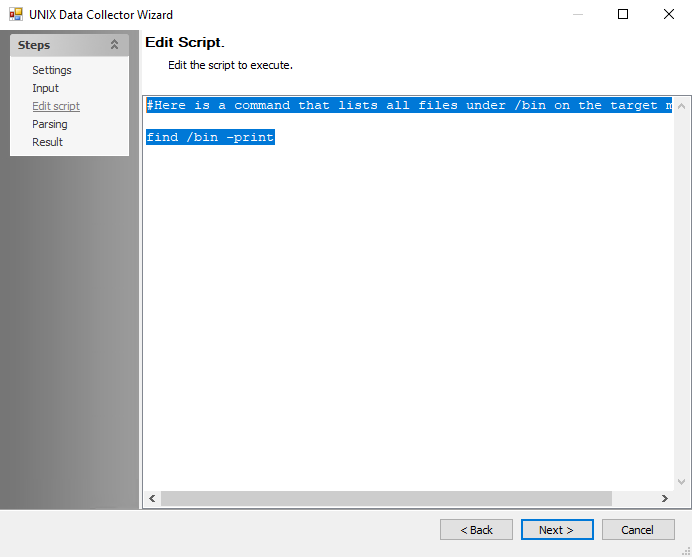 UNIX Data Collector Wizard
Steps
Settings
Input
Edit script
Parsing
Result
Edit Script.
Edit the script to execute.
#Here is a command that lists all files under /bin on the target m
find /bin -print
< Back
Next >
Cancel